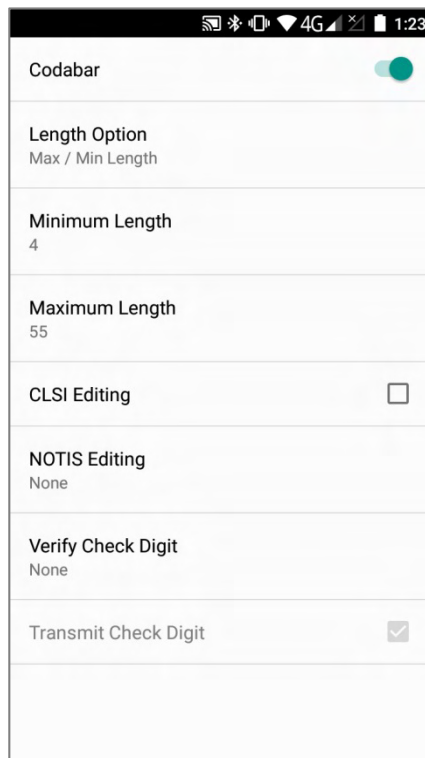 4G 1:23
Codabar
Length Option
Max / Min Length
Minimum Length
4
Maximum Length
55
CLSI Editing
NOTIS Editing
None
Verify Check Digit
None
Transmit Check Digit